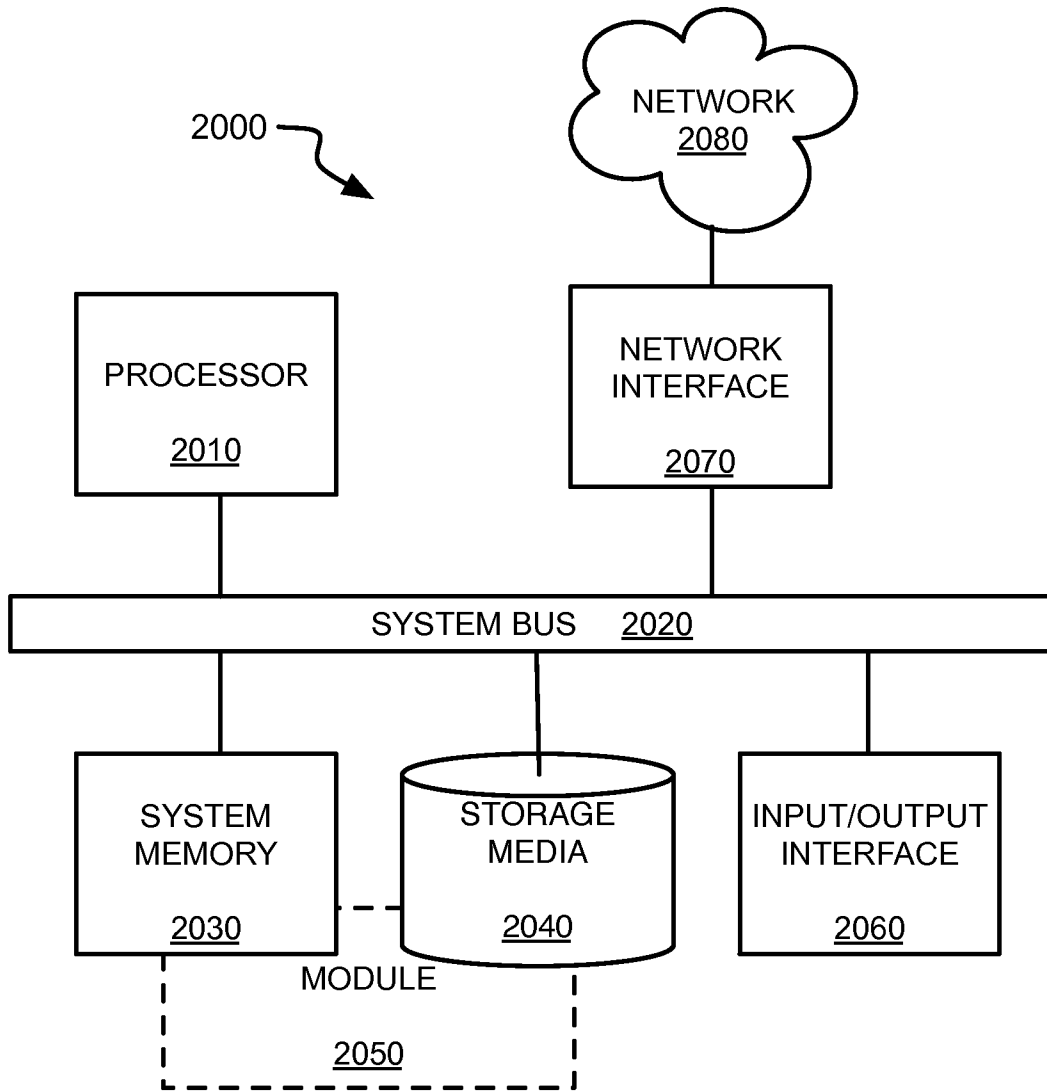 NETWORK
2080
2000
PROCESSOR
2010
NETWORK
INTERFACE
2070
SYSTEM BUS 2020
SYSTEM
MEMORY
2030
STORAGE
MEDIA
2040
INPUT/OUTPUT
INTERFACE
2060
MODULE
2050